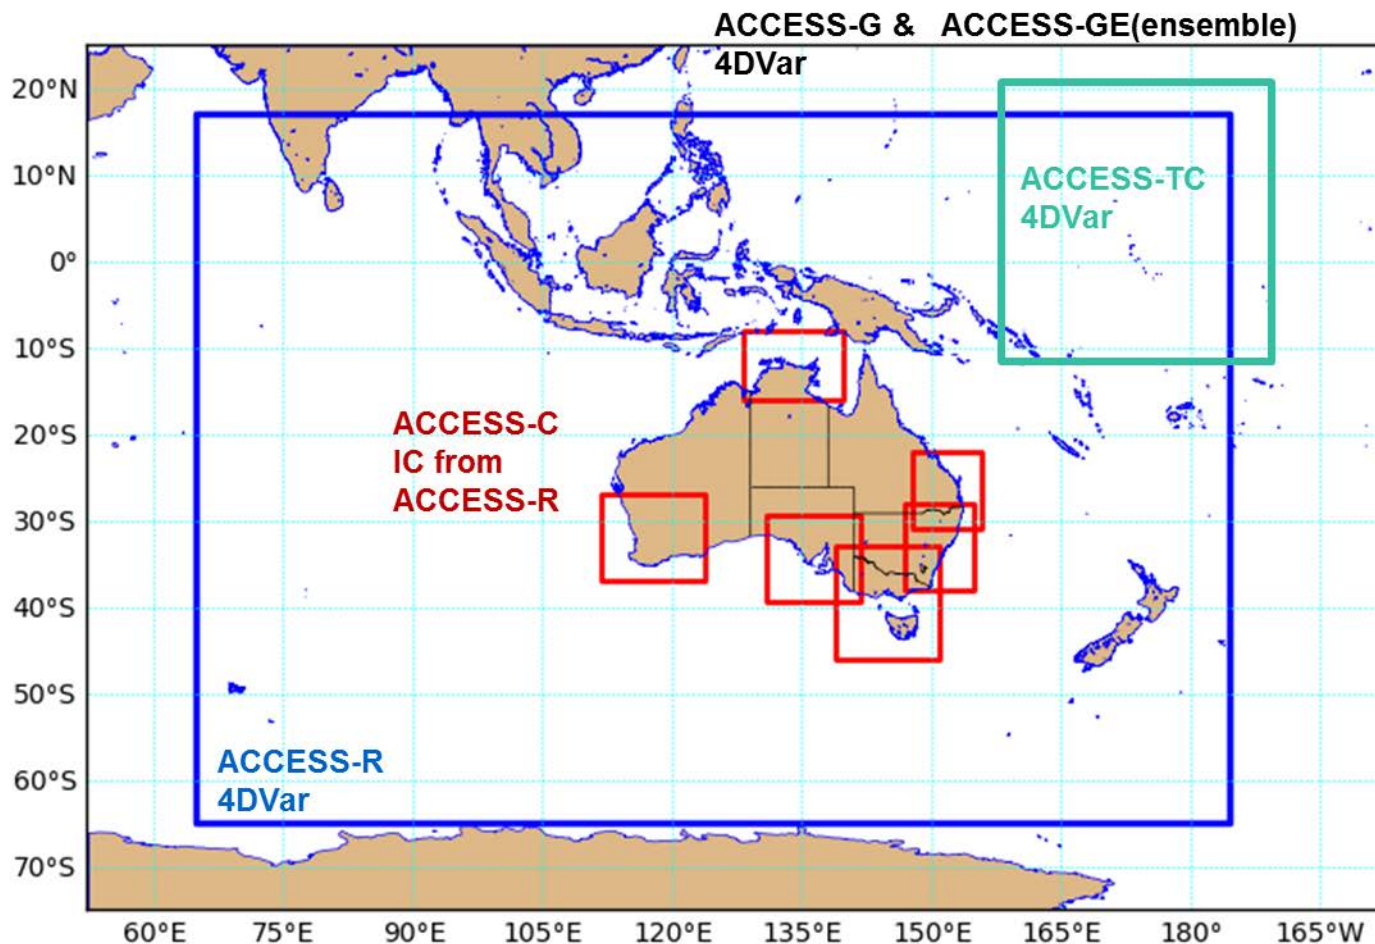 ACCESS-G & ACCESS-GE(ensemble)
4DVar
20°N
10°N
0°
10°S
20°S
30°S
40°S
50°S
60°S
70°S
ACCESS-TC
4DVar
ACCESS-C
IC from
ACCESS-R
ACCESS-R
4DVar
60°E 75°E 90°E 105°E 120°E 135°E 150°E 165°E 180° 165°W